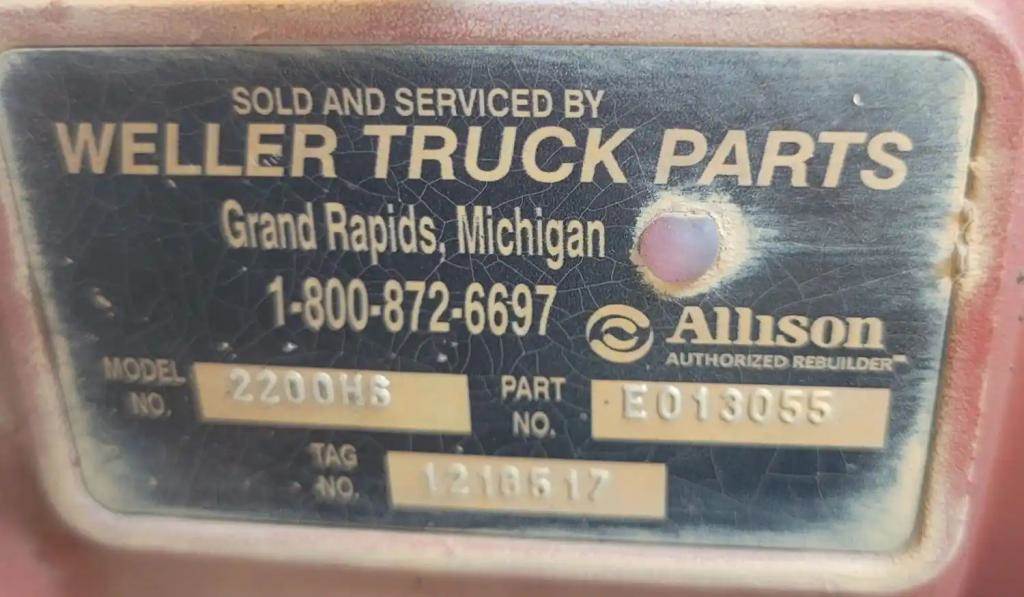 SOLD AND SERVICED BY
WELLER TRUCK PARTS
Grand Rapids, Michigan
1-800-872-6697
Allison
AUTHORIZED REBUILDER
MODEL NO. 2200HS
PART NO. E013055
TAG NO. 1218517